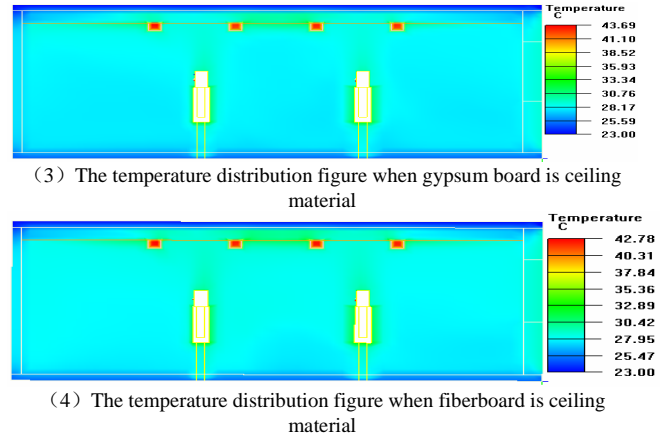 Temperature
C
43.69
41.10
38.52
35.93
33.34
30.76
28.17
25.59
23.00
（3）The temperature distribution figure when gypsum board is ceiling
material
Temperature
C
42.78
40.31
37.84
35.36
32.89
30.42
27.95
25.47
23.00
（4）The temperature distribution figure when fiberboard is ceiling
material